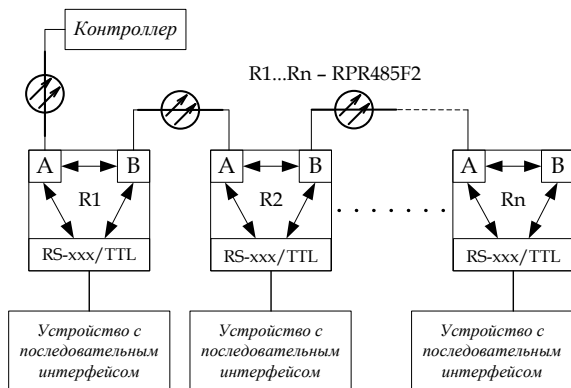 Контроллер
R1...Rn – RPR485F2
A B
R1
RS-xxx/TTL
A B
R2
RS-xxx/TTL
. . . . . . .
A B
Rn
RS-xxx/TTL
Устройство с
последовательным
интерфейсом
Устройство с
последовательным
интерфейсом
Устройство с
последовательным
интерфейсом